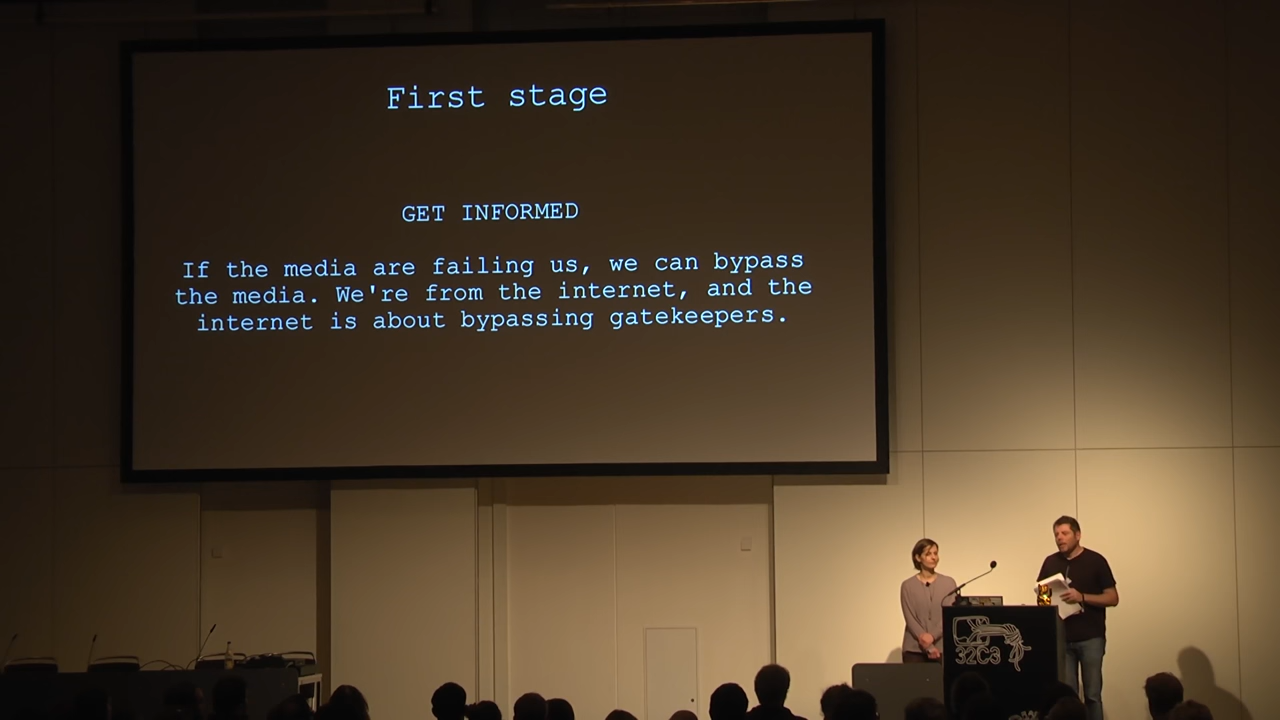 First stage
GET INFORMED
If the media are failing us, we can bypass
the media. We're from the internet, and the
internet is about bypassing gatekeepers.
32C3